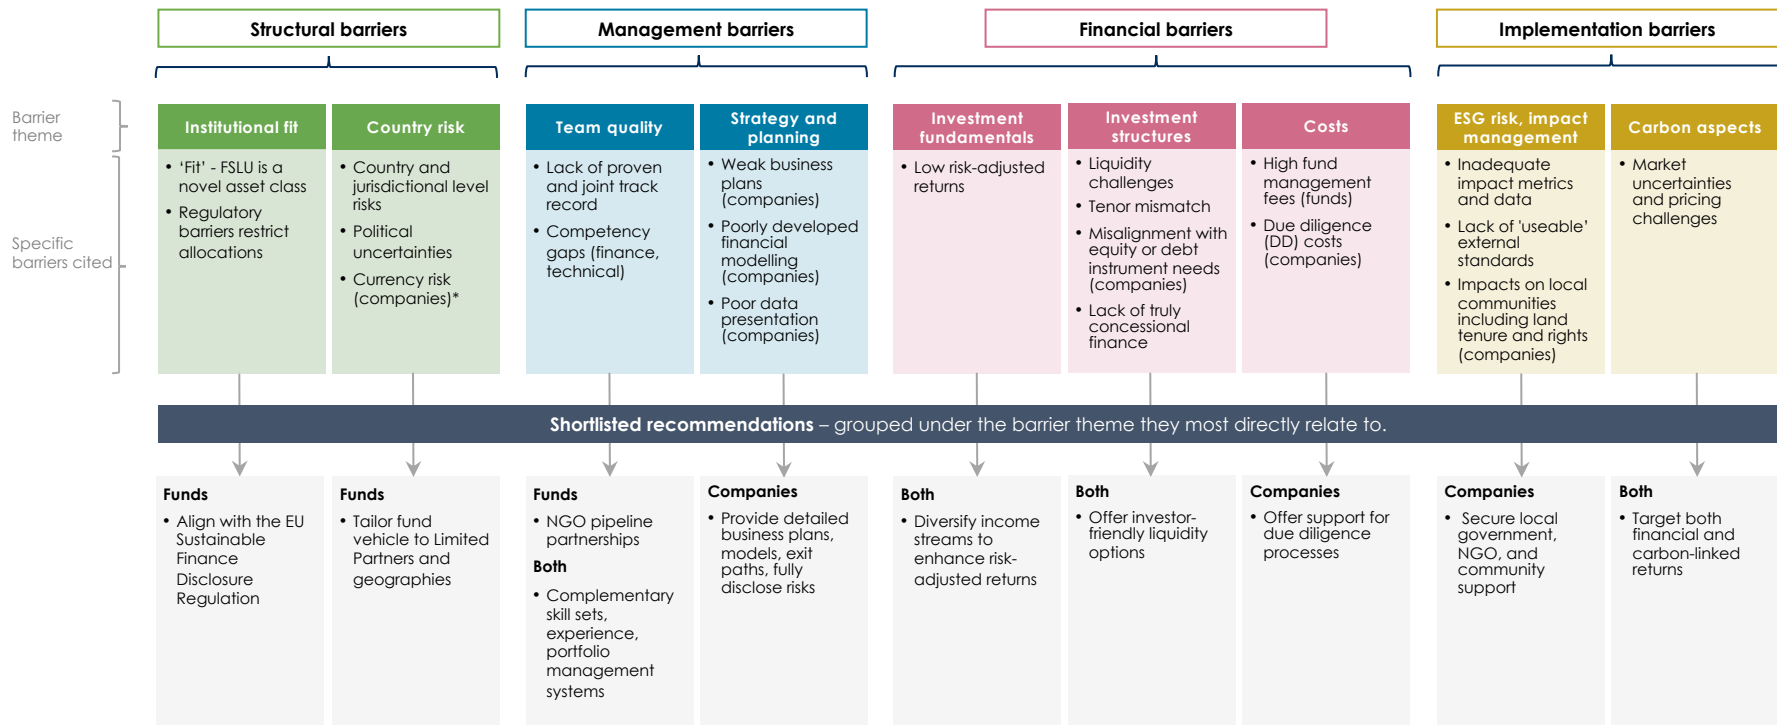 Structural barriers
Management barriers
Financial barriers
Implementation barriers
Barrier
theme
Institutional fit
Country risk
Team quality
Strategy and
planning
Investment
fundamentals
Investment
structures
Costs
ESG risk, impact
management
Carbon aspects
Specific
barriers cited
• ‘Fit’ - FSLU is a
novel asset class
• Regulatory
barriers restrict
allocations
• Country and
jurisdictional level
risks
• Political
uncertainties
• Currency risk
(companies)*
• Lack of proven
and joint track
record
• Competency
gaps (finance,
technical)
• Weak business
plans
(companies)
• Poorly developed
financial
modelling
(companies)
• Poor data
presentation
(companies)
• Low risk-adjusted
returns
• Liquidity
challenges
• Tenor mismatch
• Misalignment with
equity or debt
instrument needs
(companies)
• Lack of truly
concessional
finance
• High fund
management
fees (funds)
• Due diligence
(DD) costs
(companies)
• Inadequate
impact metrics
and data
• Lack of 'useable’
external
standards
• Impacts on local
communities
including land
tenure and rights
(companies)
• Market
uncertainties
and pricing
challenges
Shortlisted recommendations – grouped under the barrier theme they most directly relate to.
Funds
• Align with the EU
Sustainable
Finance
Disclosure
Regulation
Funds
• Tailor fund
vehicle to Limited
Partners and
geographies
Funds
• NGO pipeline
partnerships
Both
• Complementary
skill sets,
experience,
portfolio
management
systems
Companies
• Provide detailed
business plans,
models, exit
paths, fully
disclose risks
Both
• Diversify income
streams to
enhance risk-
adjusted returns
Both
• Offer investor-
friendly liquidity
options
Companies
• Offer support for
due diligence
processes
Companies
• Secure local
government,
NGO, and
community
support
Both
• Target both
financial and
carbon-linked
returns